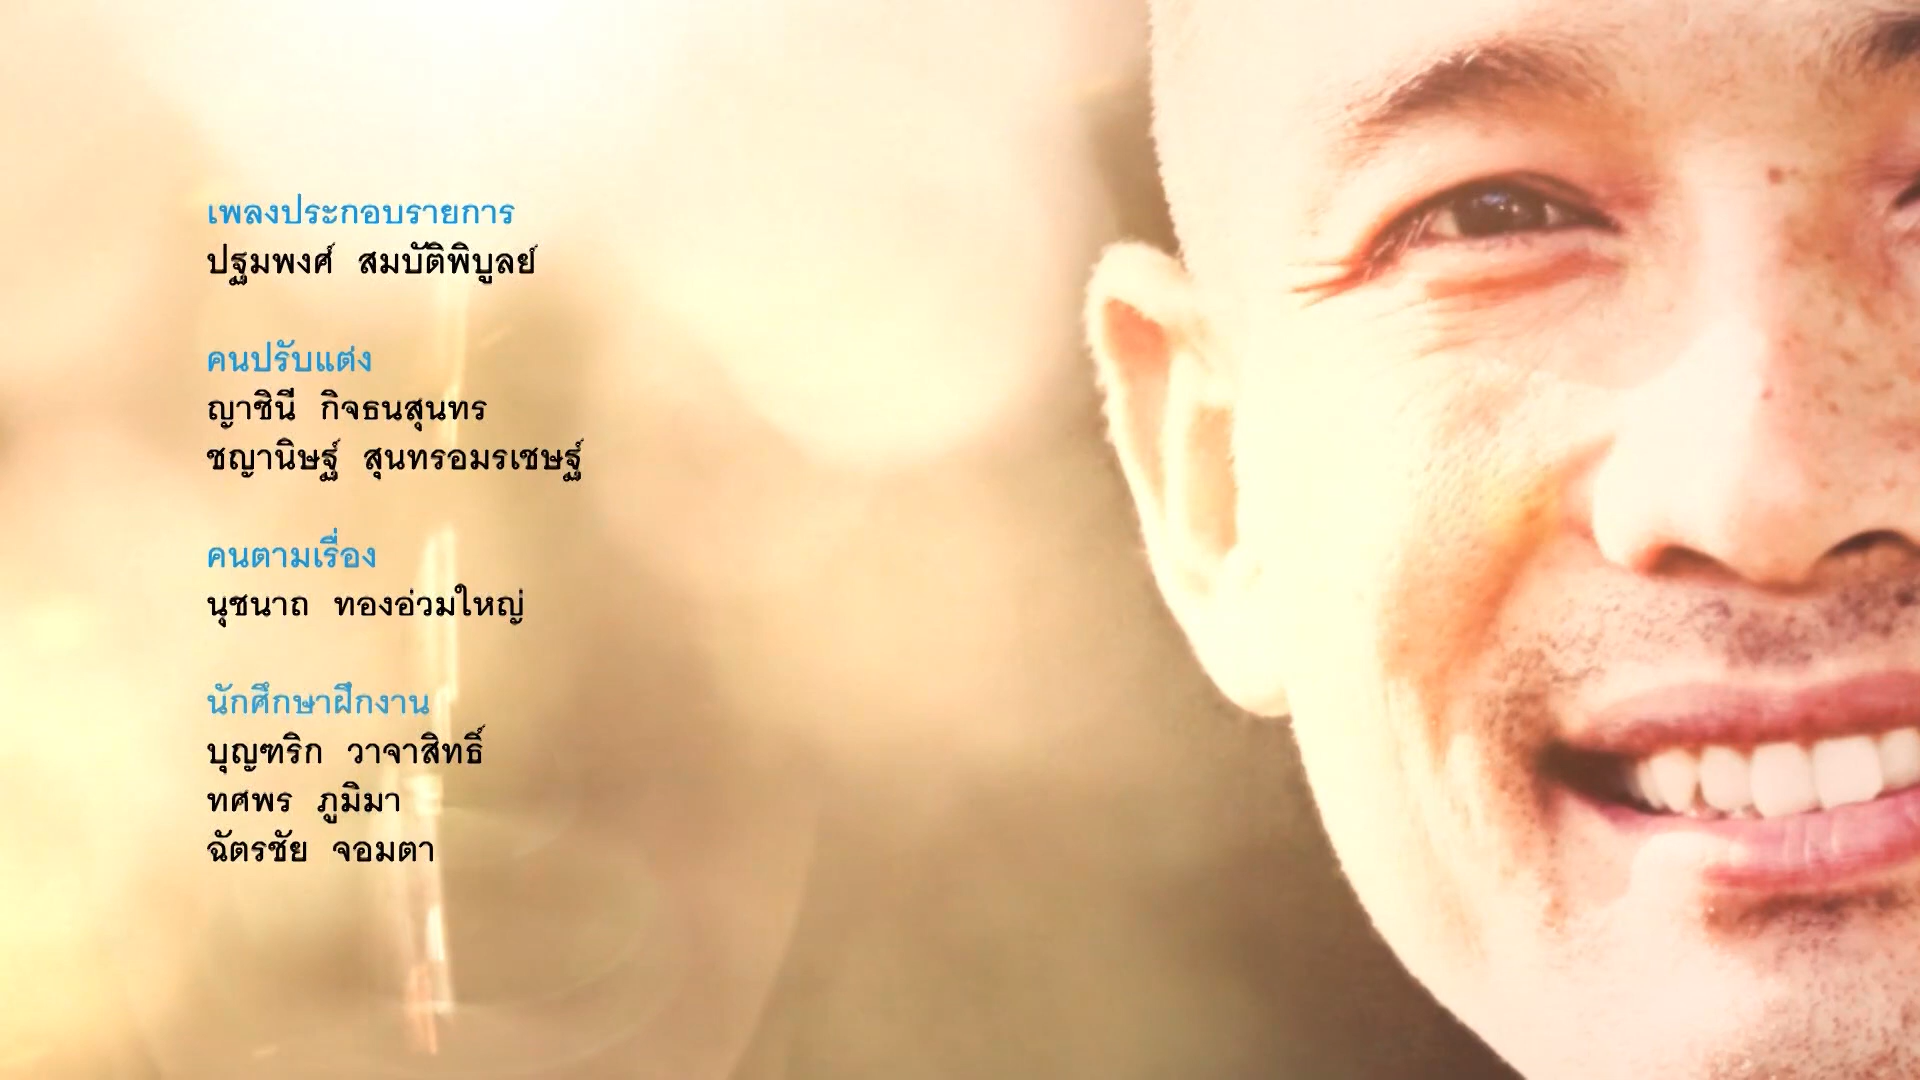 เพลงประกอบรายการ
ปฐมพงศ์ สมบัติพิบูลย์
คนปรับแต่ง
ญาชินี กิจธนสุนทร
ชญานิษฐ์ สุนทรอมรเชษฐ์
คนตามเรื่อง
นุชนาถ ทองอ่วมใหญ่
นักศึกษาฝึกงาน
บุญฑริก วาจาสิทธิ์
ทศพร ภูมิมา
ฉัตรชัย จอมตา